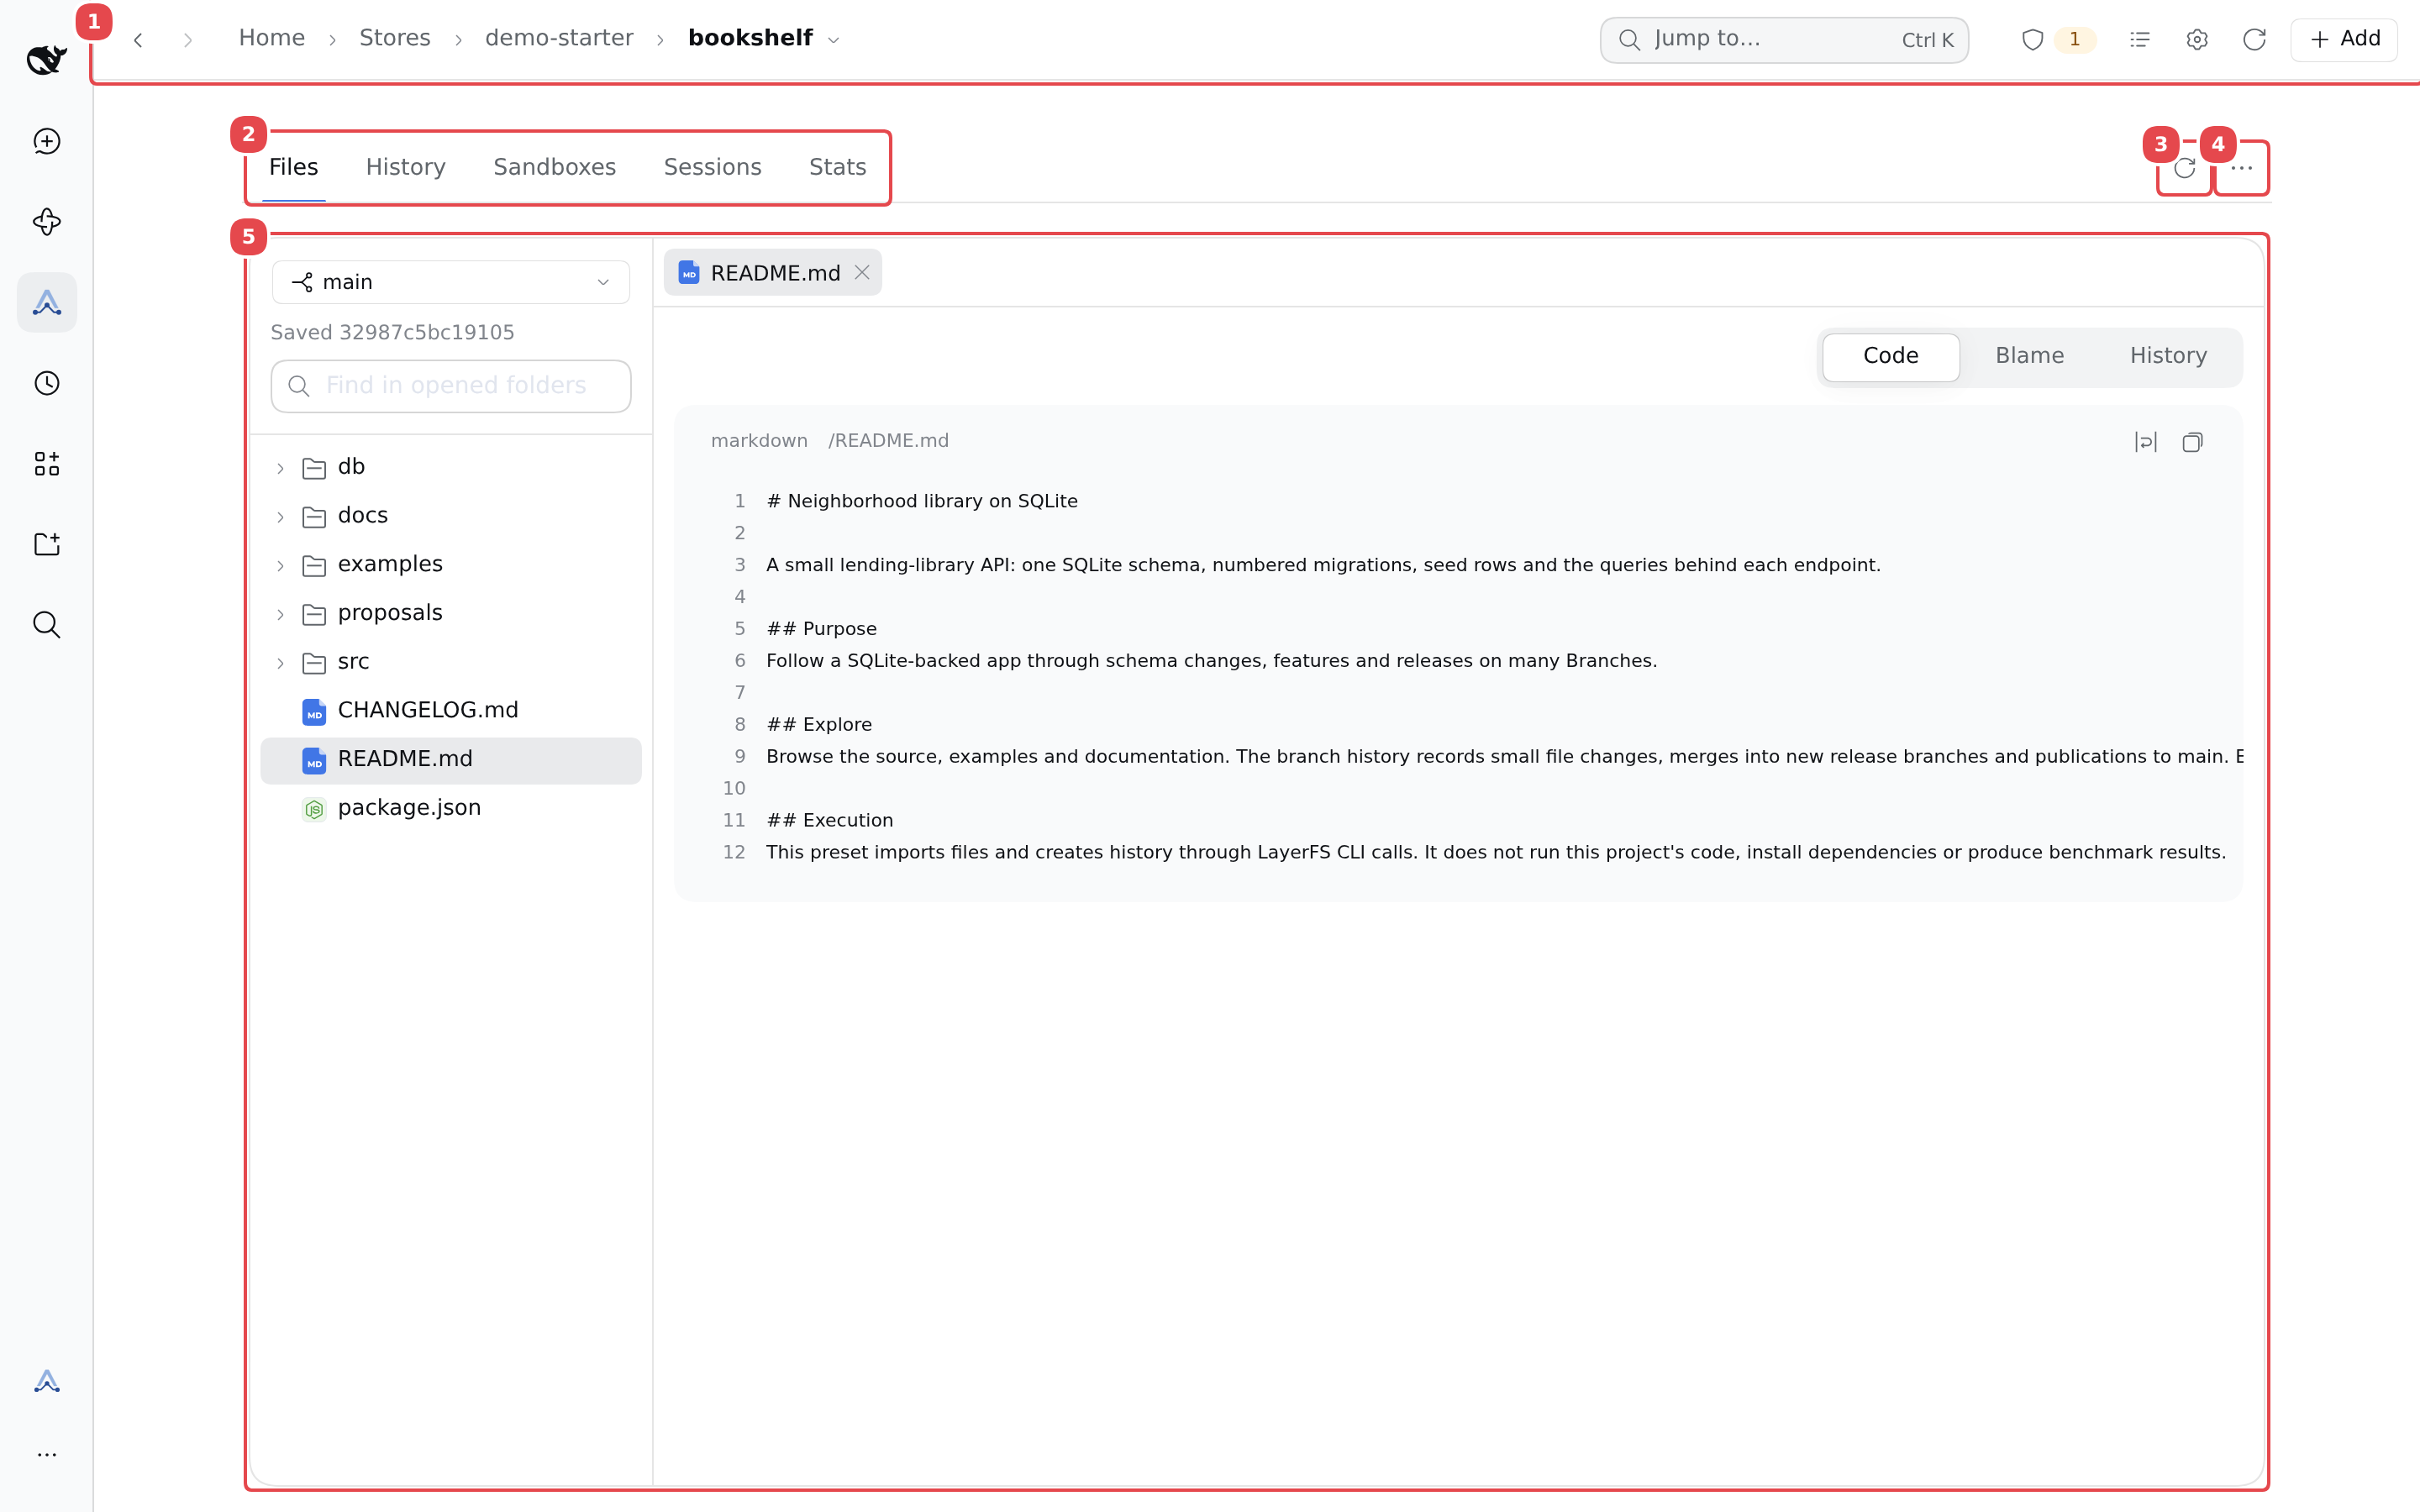 1
Home > Stores > demo-starter > bookshelf
Jump to... Ctrl K
1
Add
2
Files History Sandboxes Sessions Stats
3
4
5
main
Saved 32987c5bc19105
Find in opened folders
db
docs
examples
proposals
src
CHANGELOG.md
README.md
package.json
README.md
Code Blame History
markdown /README.md
1 # Neighborhood library on SQLite
2
3 A small lending-library API: one SQLite schema, numbered migrations, seed rows and the queries behind each endpoint.
4
5 ## Purpose
6 Follow a SQLite-backed app through schema changes, features and releases on many Branches.
7
8 ## Explore
9 Browse the source, examples and documentation. The branch history records small file changes, merges into new release branches and publications to main.
10
11 ## Execution
12 This preset imports files and creates history through LayerFS CLI calls. It does not run this project's code, install dependencies or produce benchmark results.